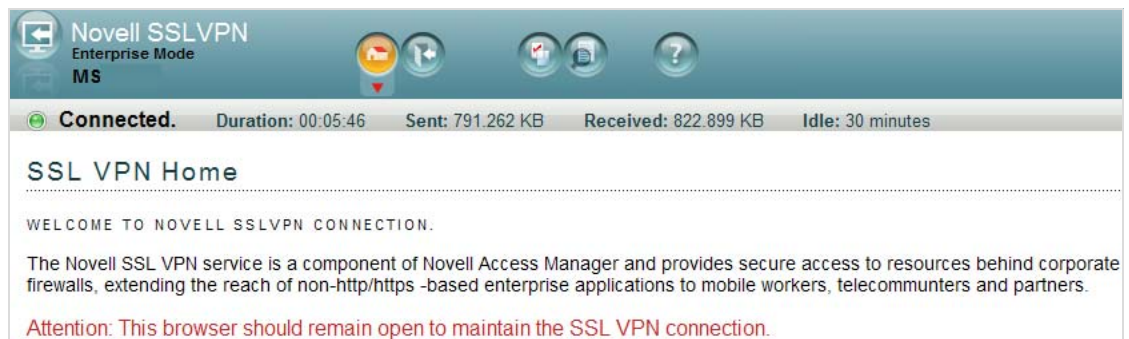 Novell SSLVPN
Enterprise Mode
MS
?
Connected. Duration: 00:05:46 Sent: 791.262 KB Received: 822.899 KB Idle: 30 minutes
SSL VPN Home
WELCOME TO NOVELL SSLVPN CONNECTION.
The Novell SSL VPN service is a component of Novell Access Manager and provides secure access to resources behind corporate
firewalls, extending the reach of non-http/https -based enterprise applications to mobile workers, telecommunters and partners.
Attention: This browser should remain open to maintain the SSL VPN connection.